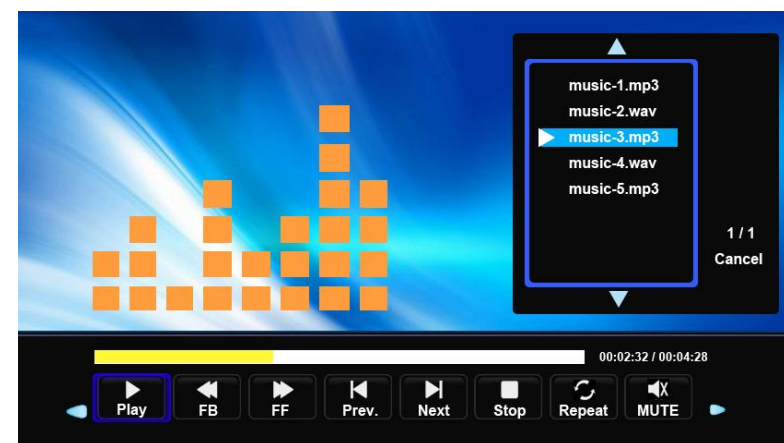 music-1.mp3
music-2.wav
music-3.mp3
music-4.wav
music-5.mp3
1 / 1
Cancel
00:02:32 / 00:04:28
Play FB FF Prev. Next Stop Repeat MUTE